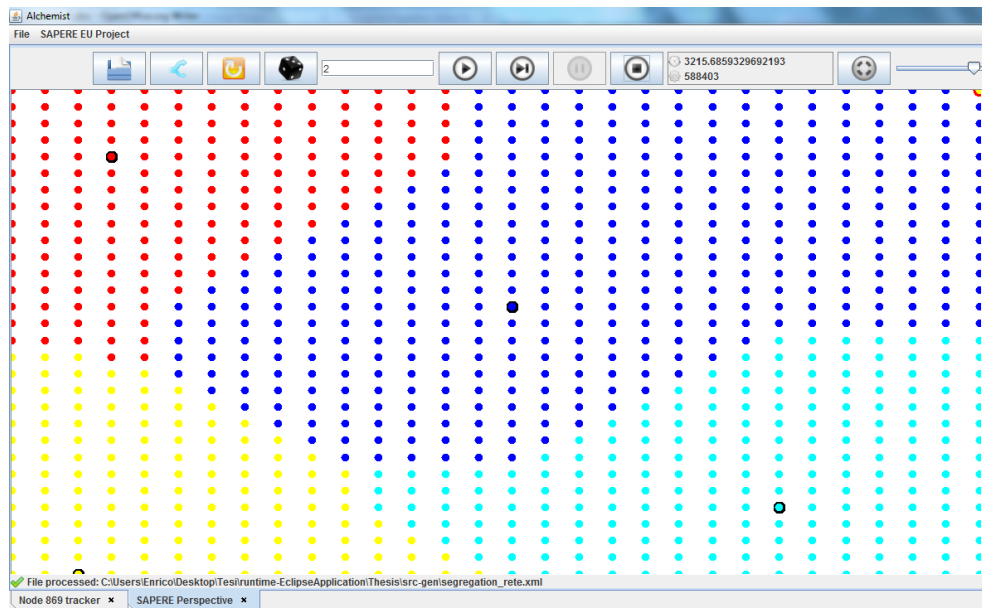 Alchemist
File SAPERE EU Project
2
3215.6859329692193
588403
File processed: C:\Users\Enrico\Desktop\Tesi\runtime-EclipseApplication\Thesis\src-gen\segregation_rete.xml
Node 869 tracker × SAPERE Perspective ×